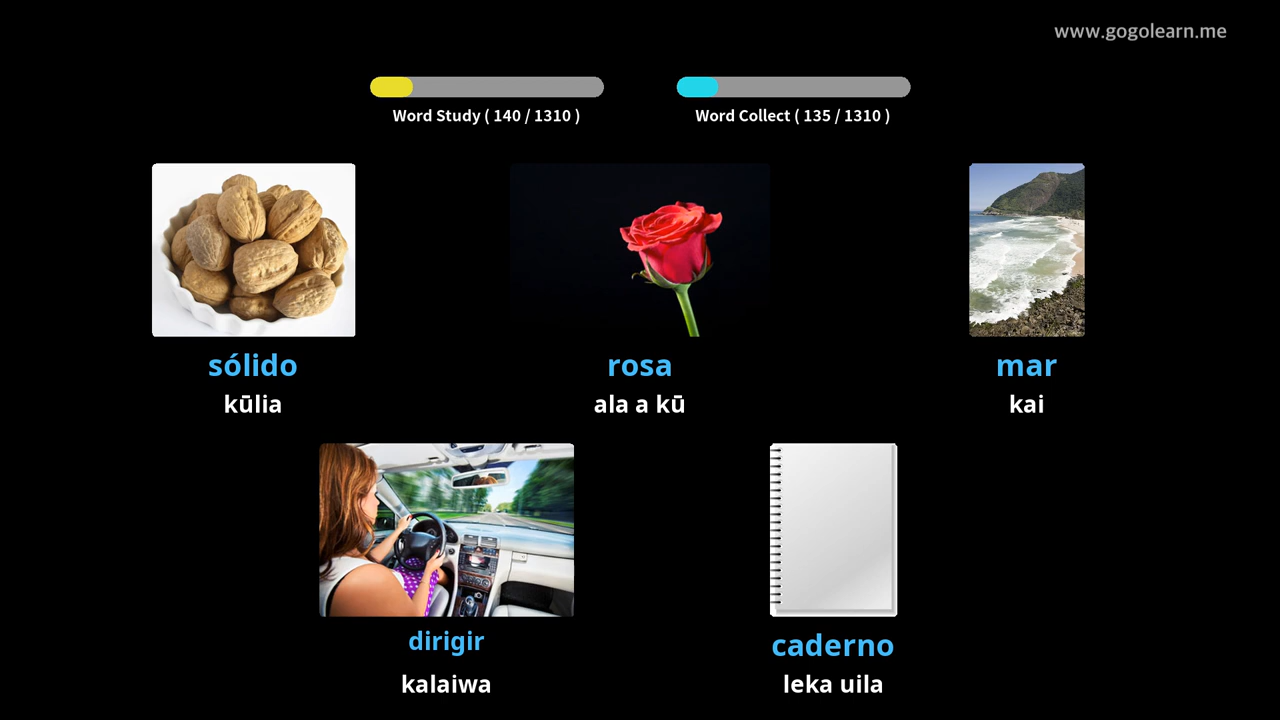 www.gogolearn.me
Word Study ( 140 / 1310 )
Word Collect ( 135 / 1310 )
sólido
kūlia
rosa
ala a kū
mar
kai
dirigir
kalaiwa
caderno
leka uila